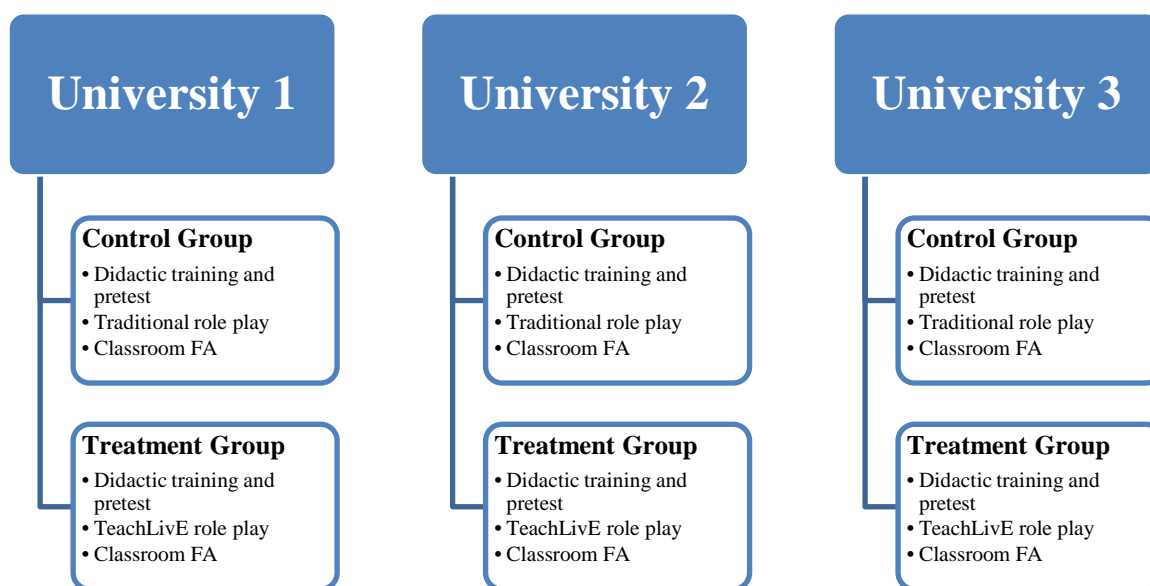 University 1
Control Group
• Didactic training and
pretest
• Traditional role play
• Classroom FA
Treatment Group
• Didactic training and
pretest
• TeachLivE role play
• Classroom FA
University 2
Control Group
• Didactic training and
pretest
• Traditional role play
• Classroom FA
Treatment Group
• Didactic training and
pretest
• TeachLivE role play
• Classroom FA
University 3
Control Group
• Didactic training and
pretest
• Traditional role play
• Classroom FA
Treatment Group
• Didactic training and
pretest
• TeachLivE role play
• Classroom FA